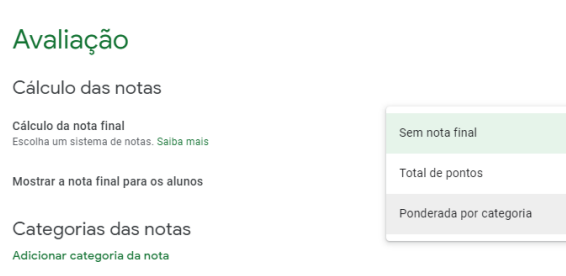 Avaliação
Cálculo das notas
Cálculo da nota final
Escolha um sistema de notas. Saiba mais
Sem nota final
Total de pontos
Mostrar a nota final para os alunos
Ponderada por categoria
Categorias das notas
Adicionar categoria da nota